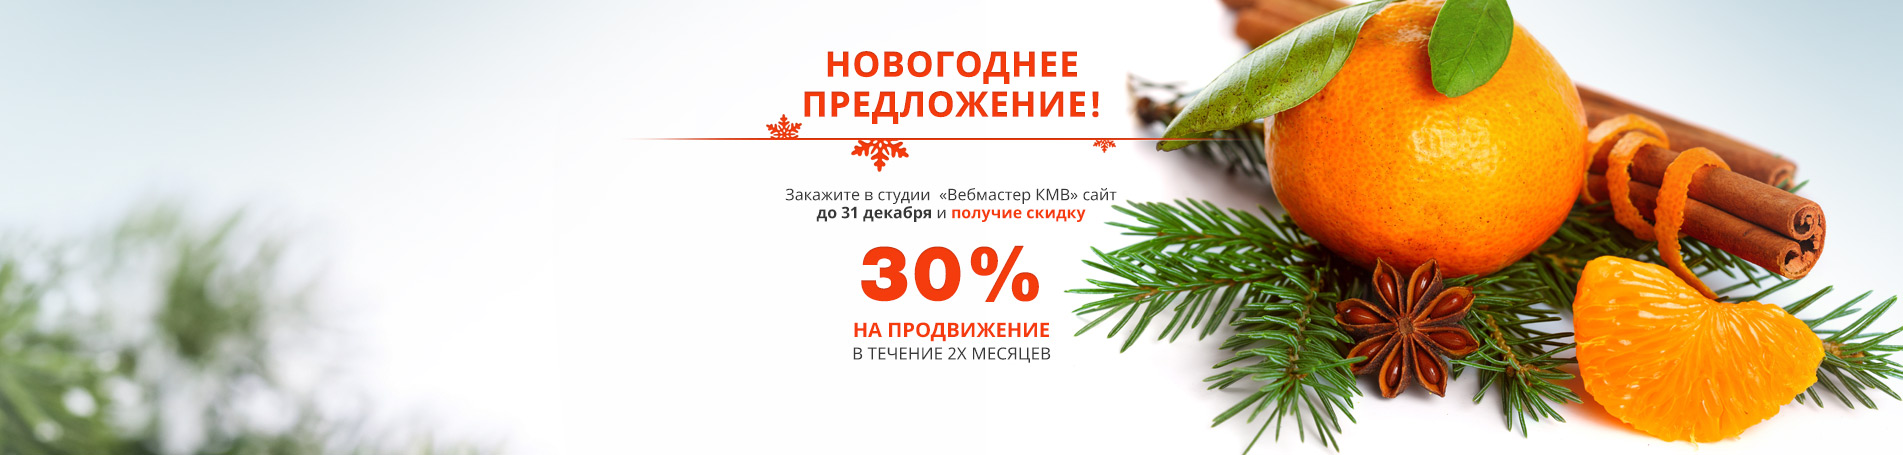 НОВОГОДНЕЕ
ПРЕДЛОЖЕНИЕ!
Закажите в студии «Вебмастер КМВ» сайт
до 31 декабря и получие скидку
30%
НА ПРОДВИЖЕНИЕ
В ТЕЧЕНИЕ 2Х МЕСЯЦЕВ